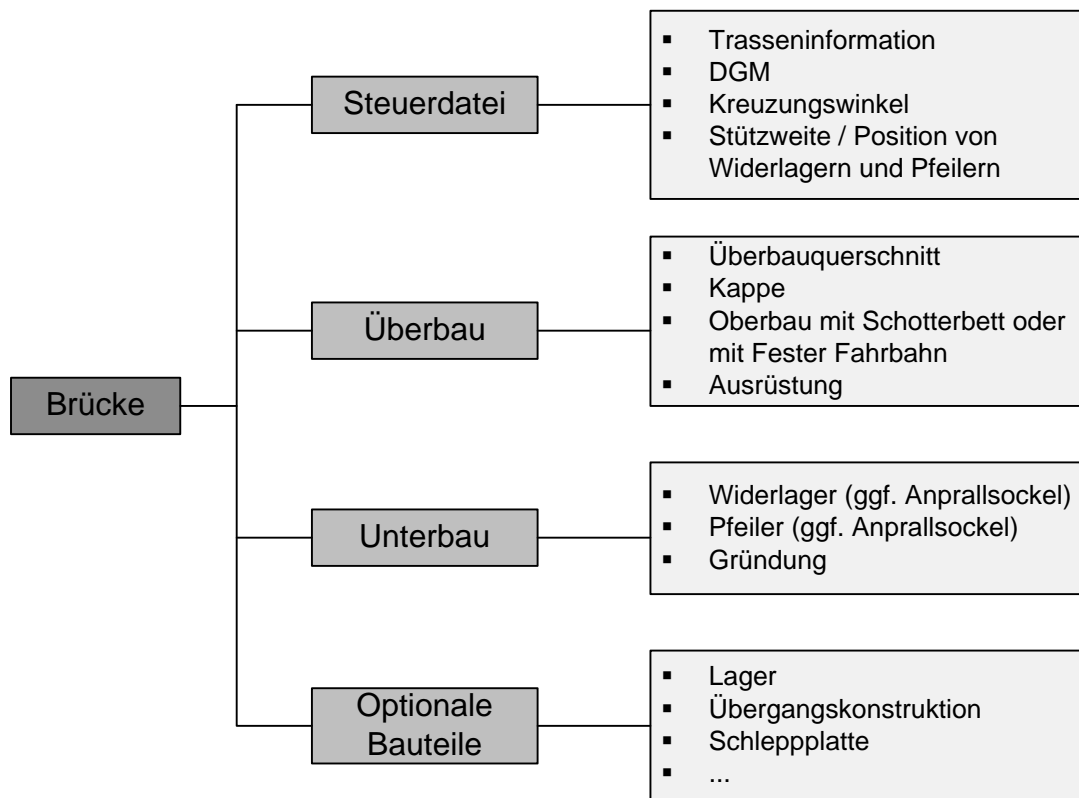 Brücke
Steuerdatei
▪ Trasseninformation
▪ DGM
▪ Kreuzungswinkel
▪ Stützweite / Position von
Widerlagern und Pfeilern
Überbau
▪ Überbauquerschnitt
▪ Kappe
▪ Oberbau mit Schotterbett oder
mit Fester Fahrbahn
▪ Ausrüstung
Unterbau
▪ Widerlager (ggf. Anprallsockel)
▪ Pfeiler (ggf. Anprallsockel)
▪ Gründung
Optionale
Bauteile
▪ Lager
▪ Übergangskonstruktion
▪ Schleppplatte
▪ ...